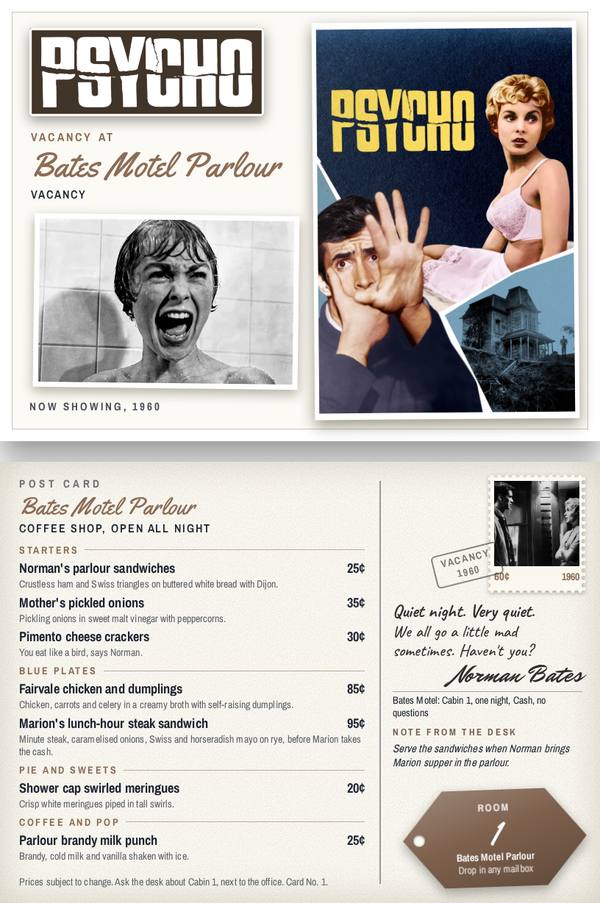 PSYCHO
VACANCY AT
Bates Motel Parlour
VACANCY
NOW SHOWING, 1960
PSYCHO
POST CARD
Bates Motel Parlour
COFFEE SHOP, OPEN ALL NIGHT
STARTERS
Norman's parlour sandwiches 25¢
Crustless ham and Swiss triangles on buttered white bread with Dijon.
Mother's pickled onions 35¢
Pickling onions in sweet malt vinegar with peppercorns.
Pimento cheese crackers 30¢
You eat like a bird, says Norman.
BLUE PLATES
Fairvale chicken and dumplings 85¢
Chicken, carrots and celery in a creamy broth with self-raising dumplings.
Marion's lunch-hour steak sandwich 95¢
Minute steak, caramelised onions, Swiss and horseradish mayo on rye, before Marion takes
the cash.
PIE AND SWEETS
Shower cap swirled meringues 20¢
Crisp white meringues piped in tall swirls.
COFFEE AND POP
Parlour brandy milk punch 25¢
Brandy, cold milk and vanilla shaken with ice.
Prices subject to change. Ask the desk about Cabin 1, next to the office. Card No. 1.
VACANCY
1960
60¢ 1960
Quiet night. Very quiet.
We all go a little mad
sometimes. Haven't you?
Norman Bates
Bates Motel: Cabin 1, one night, Cash, no
questions
NOTE FROM THE DESK
Serve the sandwiches when Norman brings
Marion supper in the parlour.
ROOM
1
Bates Motel Parlour
Drop in any mail box